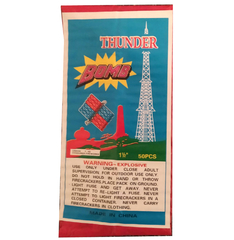 THUNDER
BOMB
1½" 50PCS
WARNING-EXPLOSIVE
USE ONLY UNDER CLOSE ADULT
SUPERVISION. FOR OUTDOOR USE ONLY.
DO NOT HOLD IN HAND OR THROW
FIRECRACKERS. PLACE PACK ON GROUND
LIGHT FUSE AND GET AWAY NEVER
ATTEMPT TO RE-LIGHT A FUSE NEVER
ATTEMPT TO LIGHT FIRECRACKERS IN A
CLOSED CONTAINER. NEVER CARRY
FIRECRACKERS IN CLOTHING.
MADE IN CHINA